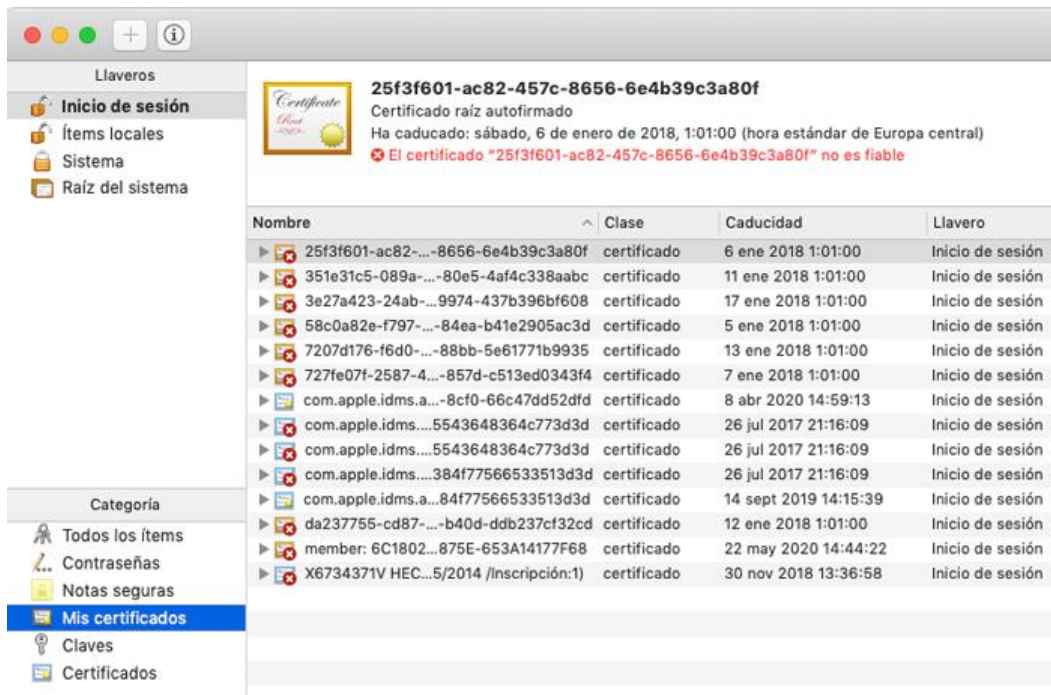 Llaveros
Inicio de sesión
Ítems locales
Sistema
Raíz del sistema
Certificate
Root
25f3f601-ac82-457c-8656-6e4b39c3a80f
Certificado raíz autofirmado
Ha caducado: sábado, 6 de enero de 2018, 1:01:00 (hora estándar de Europa central)
El certificado "25f3f601-ac82-457c-8656-6e4b39c3a80f" no es fiable
Nombre Clase Caducidad Llavero
25f3f601-ac82-...-8656-6e4b39c3a80f certificado 6 ene 2018 1:01:00 Inicio de sesión
351e31c5-089a-...-80e5-4af4c338aabc certificado 11 ene 2018 1:01:00 Inicio de sesión
3e27a423-24ab-...9974-437b396bf608 certificado 17 ene 2018 1:01:00 Inicio de sesión
58c0a82e-f797-...-84ea-b41e2905ac3d certificado 5 ene 2018 1:01:00 Inicio de sesión
7207d176-f6d0-...-88bb-5e61771b9935 certificado 13 ene 2018 1:01:00 Inicio de sesión
727fe07f-2587-4...-857d-c513ed0343f4 certificado 7 ene 2018 1:01:00 Inicio de sesión
com.apple.idms.a...-8cf0-66c47dd52dfd certificado 8 abr 2020 14:59:13 Inicio de sesión
com.apple.idms....5543648364c773d3d certificado 26 jul 2017 21:16:09 Inicio de sesión
com.apple.idms....5543648364c773d3d certificado 26 jul 2017 21:16:09 Inicio de sesión
com.apple.idms....384f77566533513d3d certificado 26 jul 2017 21:16:09 Inicio de sesión
com.apple.idms.a...84f77566533513d3d certificado 14 sept 2019 14:15:39 Inicio de sesión
da237755-cd87-...-b40d-ddb237cf32cd certificado 12 ene 2018 1:01:00 Inicio de sesión
member: 6C1802...875E-653A14177F68 certificado 22 may 2020 14:44:22 Inicio de sesión
X6734371V HEC...5/2014 /Inscripción:1) certificado 30 nov 2018 13:36:58 Inicio de sesión
Categoría
Todos los ítems
Contraseñas
Notas seguras
Mis certificados
Claves
Certificados